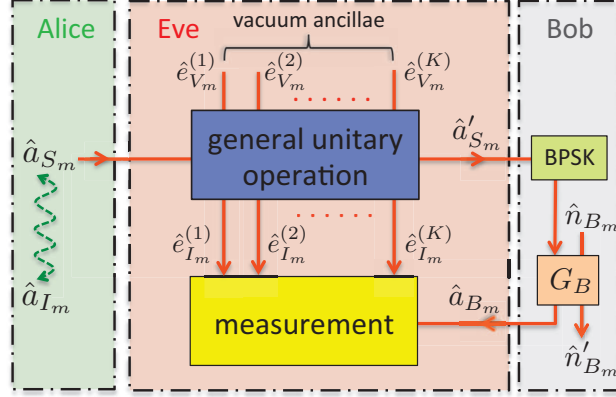 Alice
Eve
vacuum ancillae
Bob
ê_{V_m}^{(1)} ê_{V_m}^{(2)} ê_{V_m}^{(K)}
......
â_{S_m}
general unitary
operation
â'_{S_m}
BPSK
......
n̂_{B_m}
ê_{I_m}^{(1)} ê_{I_m}^{(2)} ê_{I_m}^{(K)}
G_B
â_{I_m}
measurement
â_{B_m}
n̂'_{B_m}